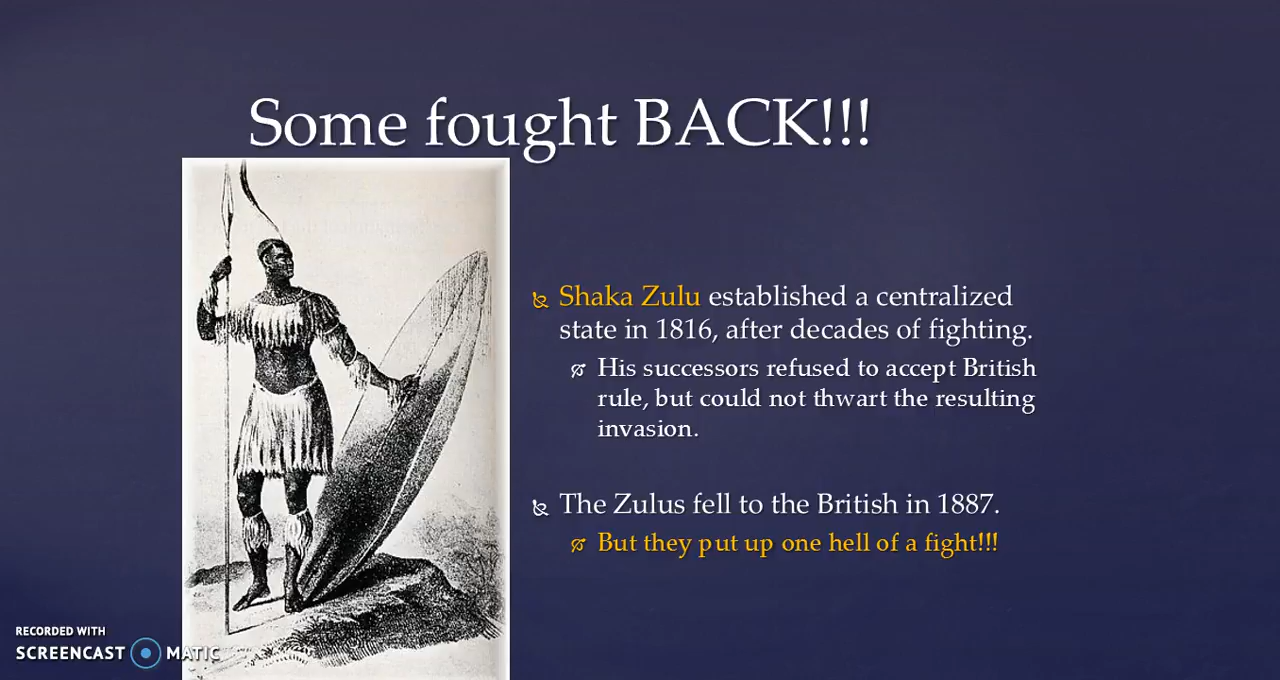 Some fought BACK!!!
Shaka Zulu established a centralized
state in 1816, after decades of fighting.
His successors refused to accept British
rule, but could not thwart the resulting
invasion.
The Zulus fell to the British in 1887.
But they put up one hell of a fight!!!
RECORDED WITH
SCREENCAST MATIC